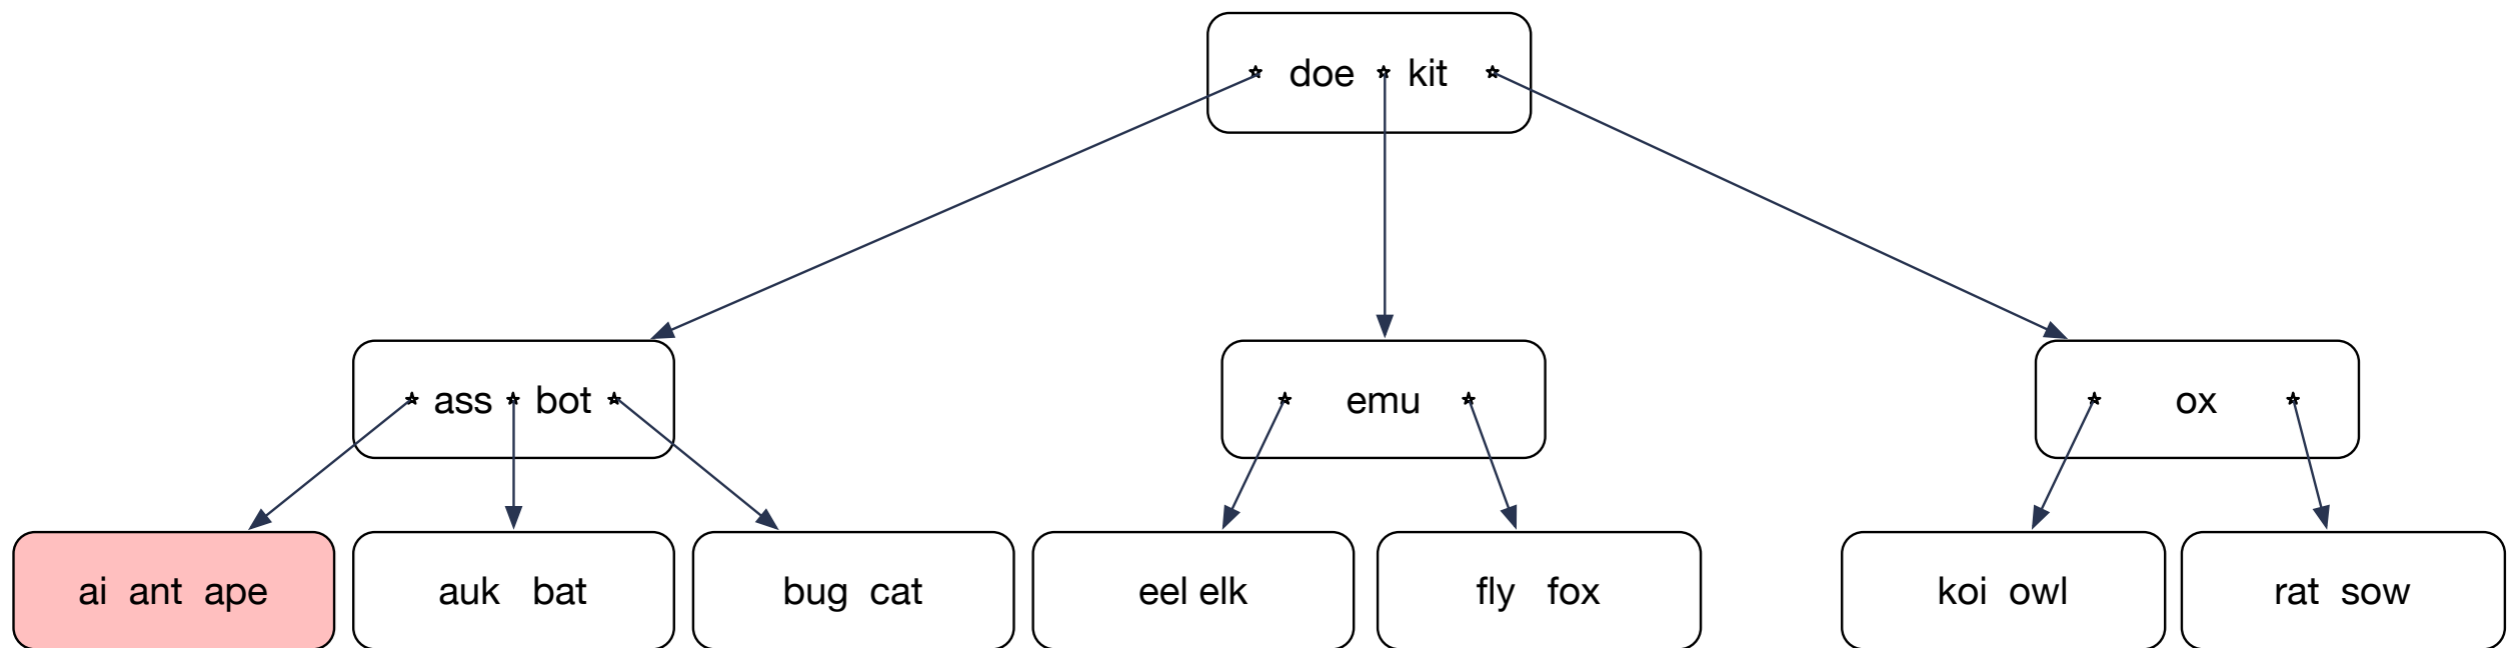 doe kit
ass bot
emu
ox
ai ant ape
auk bat
bug cat
eel elk
fly fox
koi owl
rat sow